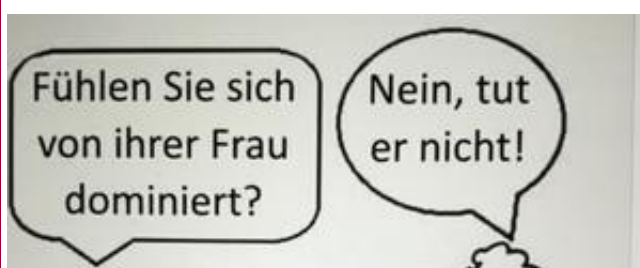 Fühlen Sie sich
von ihrer Frau
dominiert?
Nein, tut
er nicht!